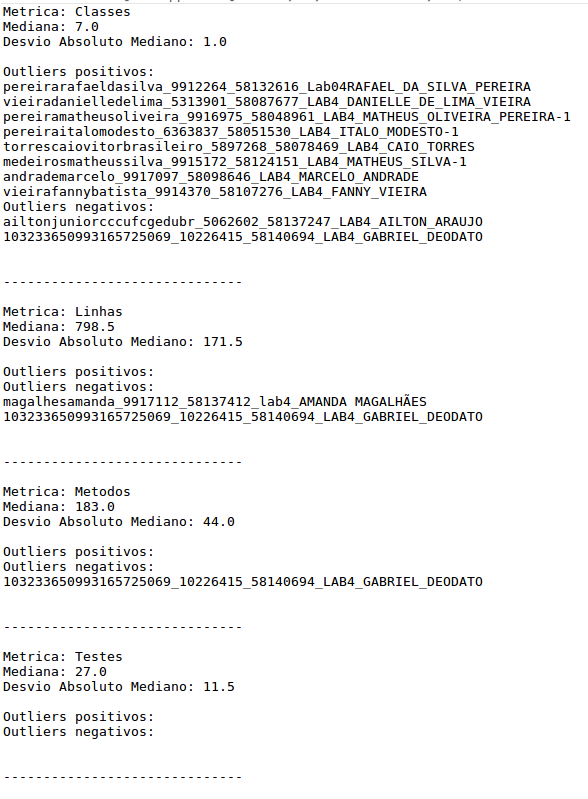 Metrica: Classes
Mediana: 7.0
Desvio Absoluto Mediano: 1.0
Outliers positivos:
pereirarafaeldasilva_9912264_58132616_Lab04RAFAEL_DA_SILVA_PEREIRA
vieiradanielledelima_5313901_58087677_LAB4_DANIELLE_DE_LIMA_VIEIRA
pereiramatheusoliveira_9916975_58048961_LAB4_MATHEUS_OLIVEIRA_PEREIRA-1
pereiraitalomodesto_6363837_58051530_LAB4_ITALO_MODESTO-1
torrescaiovitorbrasileiro_5897268_58078469_LAB4_CAIO_TORRES
medeirosmatheussilva_9915172_58124151_LAB4_MATHEUS_SILVA-1
andrademarcelo_9917097_58098646_LAB4_MARCELO_ANDRADE
vieirafannybatista_9914370_58107276_LAB4_FANNY_VIEIRA
Outliers negativos:
ailtonjuniorcccufcgedubr_5062602_58137247_LAB4_AILTON_ARAUJO
103233650993165725069_10226415_58140694_LAB4_GABRIEL_DEODATO
------------------------------
Metrica: Linhas
Mediana: 798.5
Desvio Absoluto Mediano: 171.5
Outliers positivos:
Outliers negativos:
magalhesamanda_9917112_58137412_lab4_AMANDA MAGALHÃES
103233650993165725069_10226415_58140694_LAB4_GABRIEL_DEODATO
------------------------------
Metrica: Metodos
Mediana: 183.0
Desvio Absoluto Mediano: 44.0
Outliers positivos:
Outliers negativos:
103233650993165725069_10226415_58140694_LAB4_GABRIEL_DEODATO
------------------------------
Metrica: Testes
Mediana: 27.0
Desvio Absoluto Mediano: 11.5
Outliers positivos:
Outliers negativos:
------------------------------